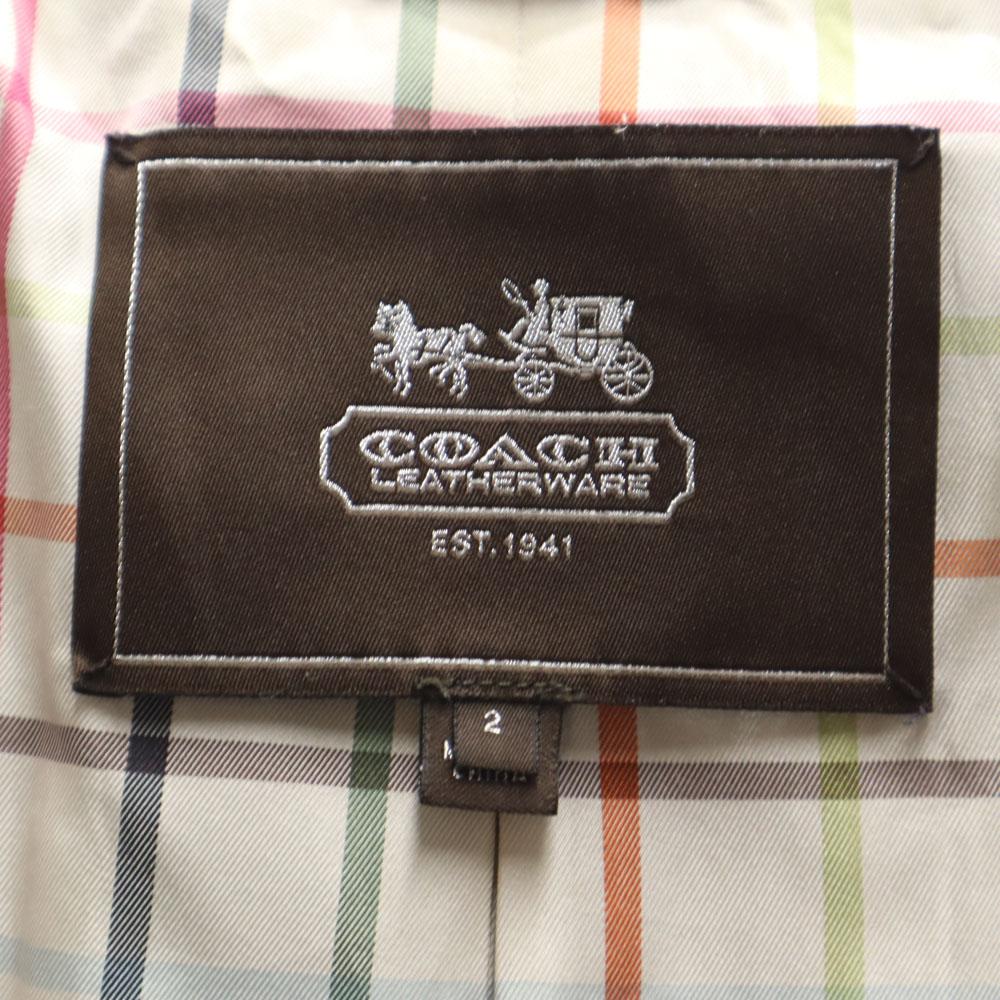 COACH
LEATHERWARE
EST. 1941
2